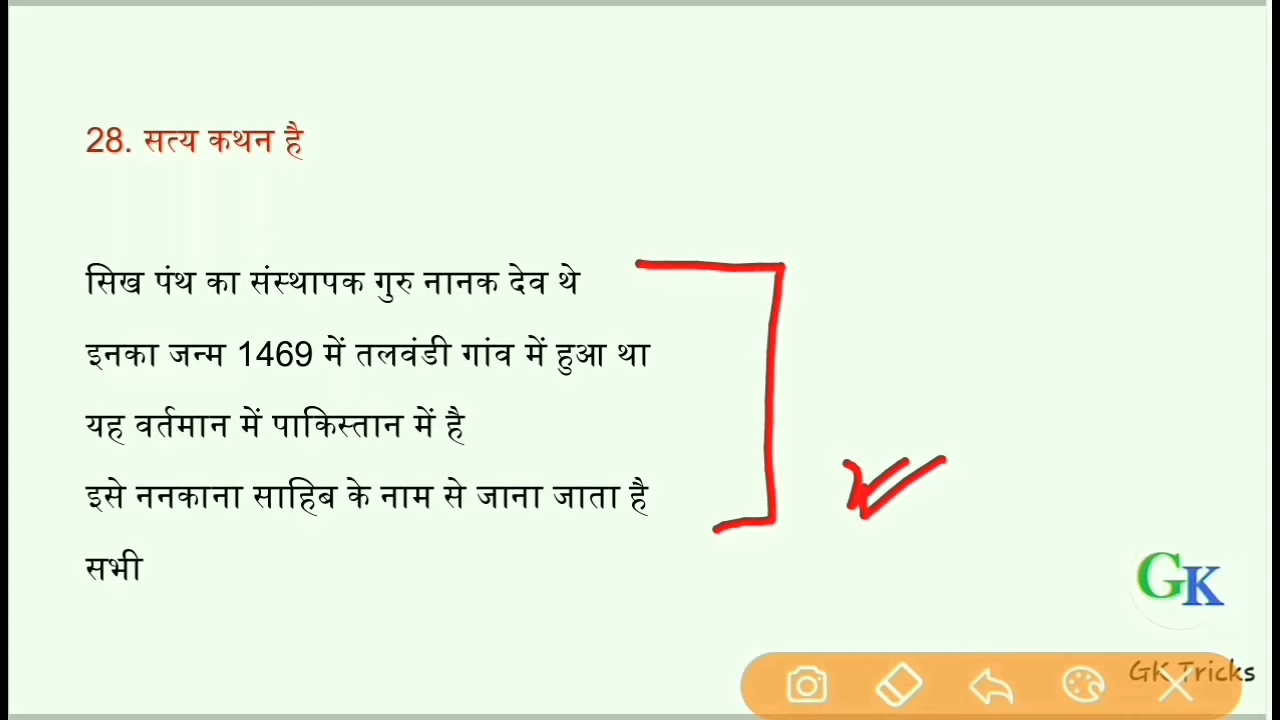 28. सत्य कथन है
सिख पंथ का संस्थापक गुरु नानक देव थे
इनका जन्म 1469 में तलवंडी गांव में हुआ था
यह वर्तमान में पाकिस्तान में है
इसे ननकाना साहिब के नाम से जाना जाता है
सभी
GK
GK Tricks